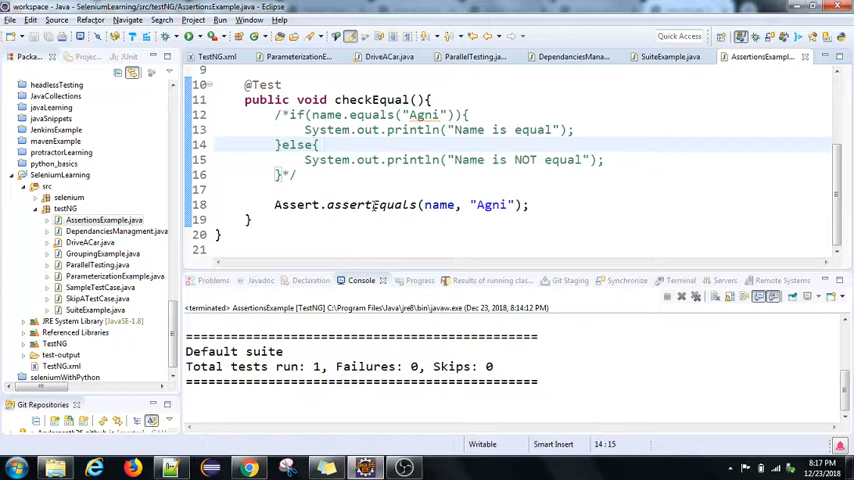 workspace - Java - SeleniumLearning/src/testNG/AssertionsExample.java - Eclipse
File Edit Source Refactor Navigate Search Project Run Window Help
Quick Access
Packa...
Projec...
TestNG.xml
ParameterizationE...
DriveACar.java
ParallelTesting.ja...
DependanciesMana...
SuiteExample.java
AssertionsExampl...
headlessTesting
JavaCollections
javaLearning
JenkinsExample
mavenExample
protractorLearning
python_basics
SeleniumLearning
src
selenium
testNG
AssertionsExample.java
DependanciesManagment.java
DriveACar.java
GroupingExample.java
ParallelTesting.java
ParameterizationExample.java
SampleTestCase.java
SkipATestCase.java
SuiteExample.java
JRE System Library [JavaSE-1.8]
Referenced Libraries
TestNG
test-output
TestNG.xml
seleniumWithPython
Git Repositories
9
10 @Test
11 public void checkEqual(){
12 /*if(name.equals("Agni")){
13 System.out.println("Name is equal");
14 }else{
15 System.out.println("Name is NOT equal");
16 }*/
17
18 Assert.assertEquals(name, "Agni");
19 }
20 }
21
Problems Javadoc Declaration Console Progress Results of running clas... Git Staging Synchronize Terminal Servers Remote Systems
<terminated> AssertionsExample [TestNG] C:\Program Files\Java\jre8\bin\javaw.exe (Dec 23, 2018, 8:14:12 PM)
===============================================
Default suite
Total tests run: 1, Failures: 0, Skips: 0
===============================================
Writable Smart Insert 14 : 15
8:17 PM
12/23/2018